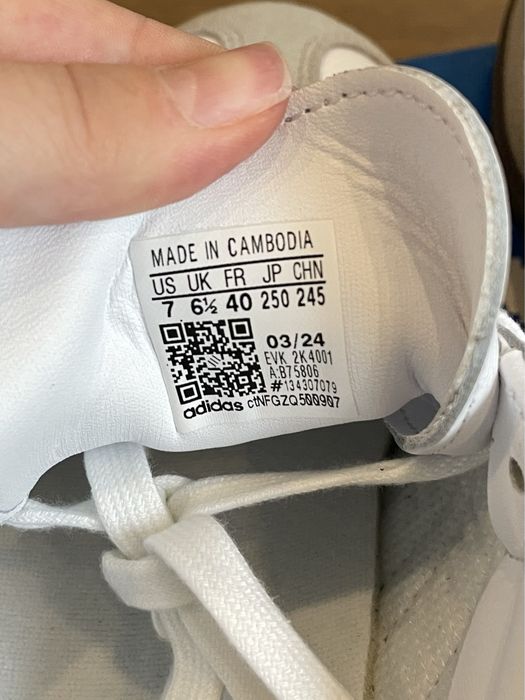 MADE IN CAMBODIA
US UK FR JP CHN
7 6½ 40 250 245
03/24
EVK 2K4001
A:B75806
#134307079
adidas ctNFGZQ500907